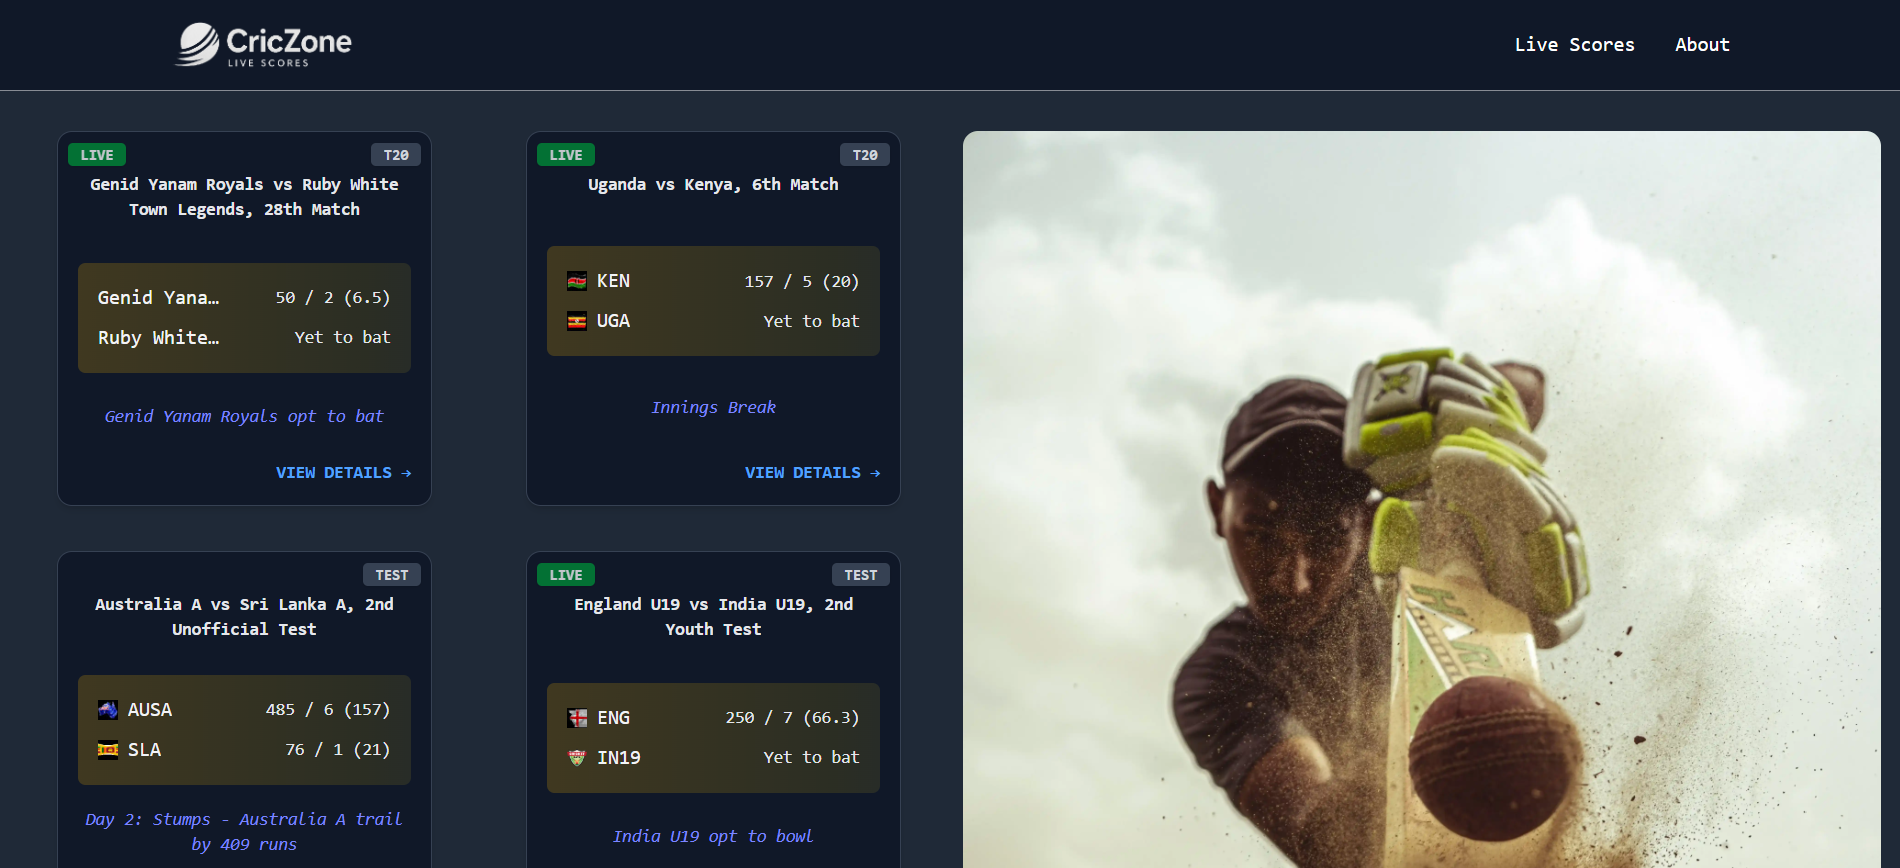 CricZone
LIVE SCORES
Live Scores
About
LIVE
T20
Genid Yanam Royals vs Ruby White
Town Legends, 28th Match
Genid Yana…
50 / 2 (6.5)
Ruby White…
Yet to bat
Genid Yanam Royals opt to bat
VIEW DETAILS →
LIVE
T20
Uganda vs Kenya, 6th Match
KEN
157 / 5 (20)
UGA
Yet to bat
Innings Break
VIEW DETAILS →
TEST
Australia A vs Sri Lanka A, 2nd
Unofficial Test
AUSA
485 / 6 (157)
SLA
76 / 1 (21)
Day 2: Stumps - Australia A trail
by 409 runs
LIVE
TEST
England U19 vs India U19, 2nd
Youth Test
ENG
250 / 7 (66.3)
IN19
Yet to bat
India U19 opt to bowl